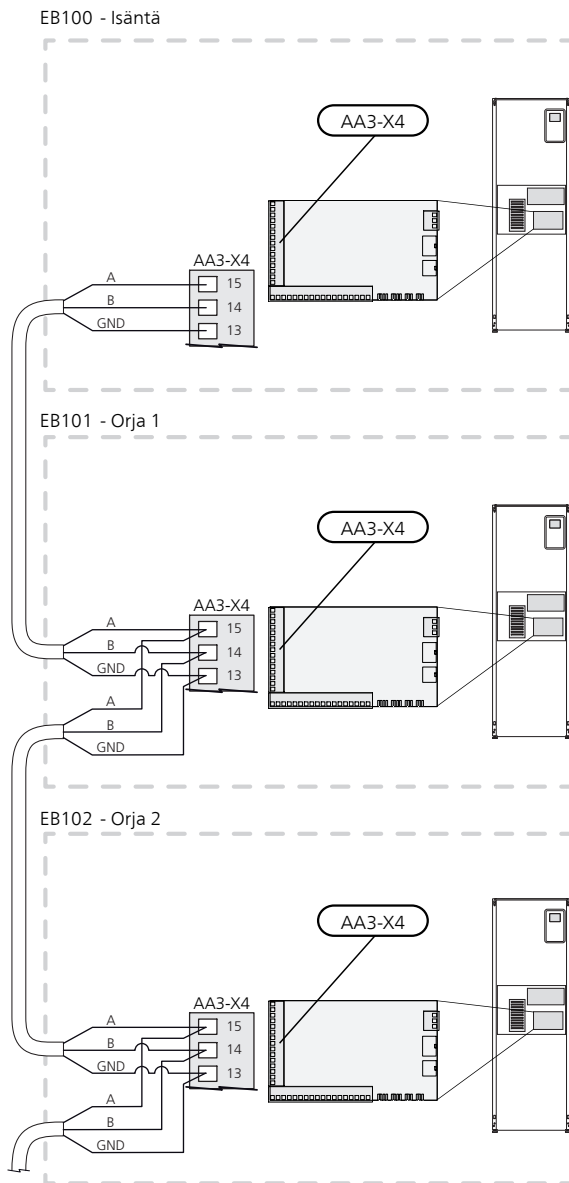 EB100 - Isäntä
AA3-X4
AA3-X4
A
15
B
14
GND
13
EB101 - Orja 1
AA3-X4
AA3-X4
A
15
B
14
GND
13
A
B
GND
EB102 - Orja 2
AA3-X4
AA3-X4
A
15
B
14
GND
13
A
B
GND